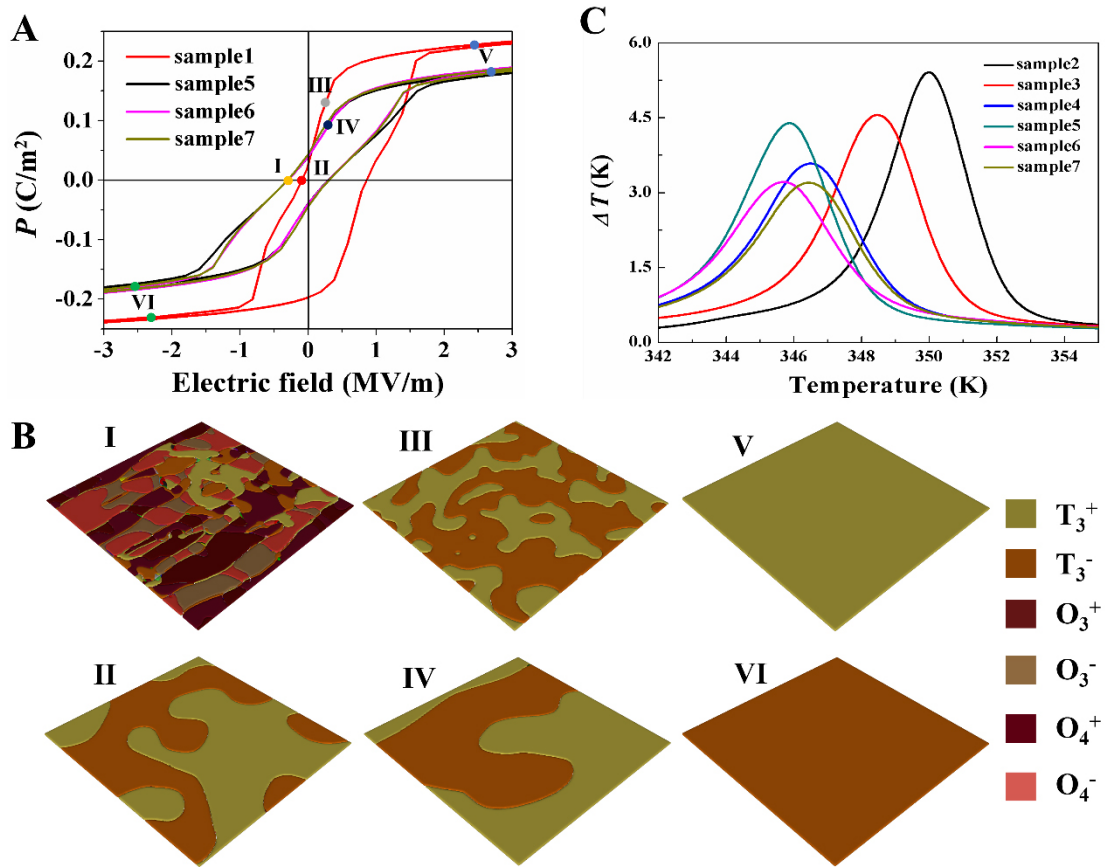 A
sample1
sample5
sample6
sample7
III
IV
V
I
II
VI
0.2
0.1
0.0
-0.1
-0.2
P (C/m²)
-3 -2 -1 0 1 2 3
Electric field (MV/m)
C
6.0
4.5
3.0
1.5
0.0
ΔT (K)
sample2
sample3
sample4
sample5
sample6
sample7
342 344 346 348 350 352 354
Temperature (K)
B
I
III
V
II
IV
VI
T₃⁺
T₃⁻
O₃⁺
O₃⁻
O₄⁺
O₄⁻